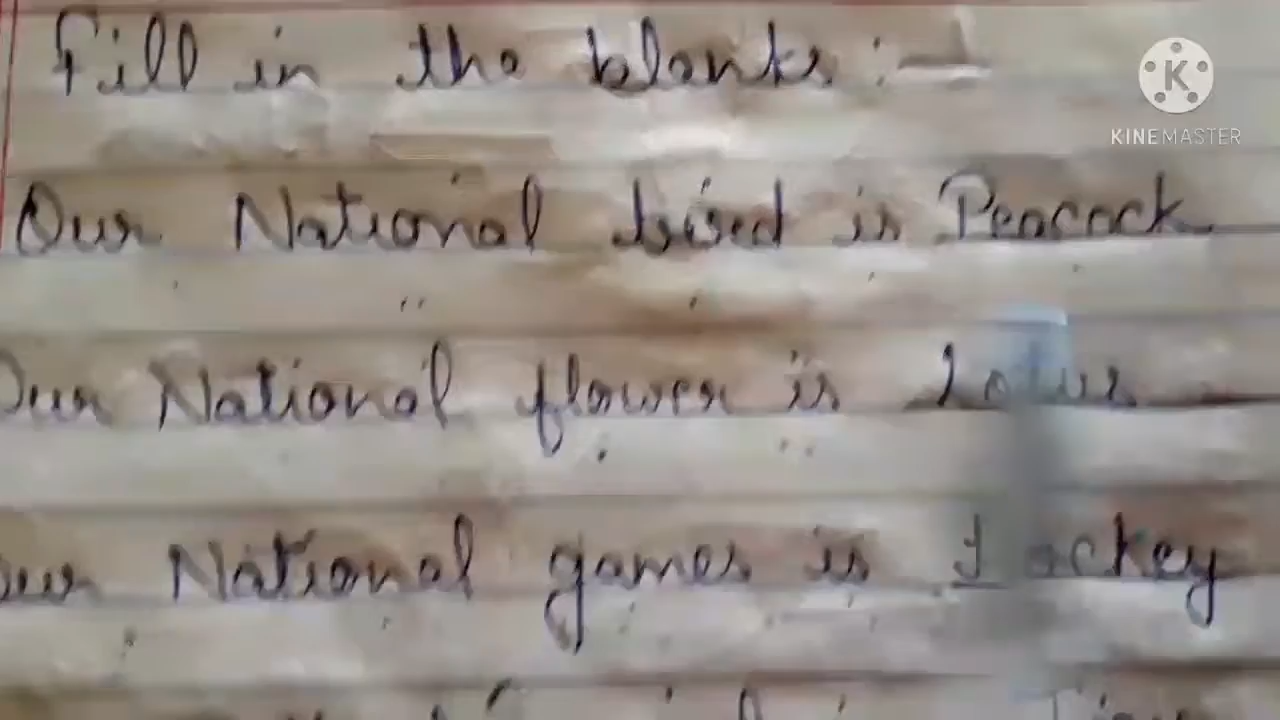 Fill in the blanks :-
KINEMASTER
Our National bird is Peacock
Our National flower is Lotus
Our National games is Hockey